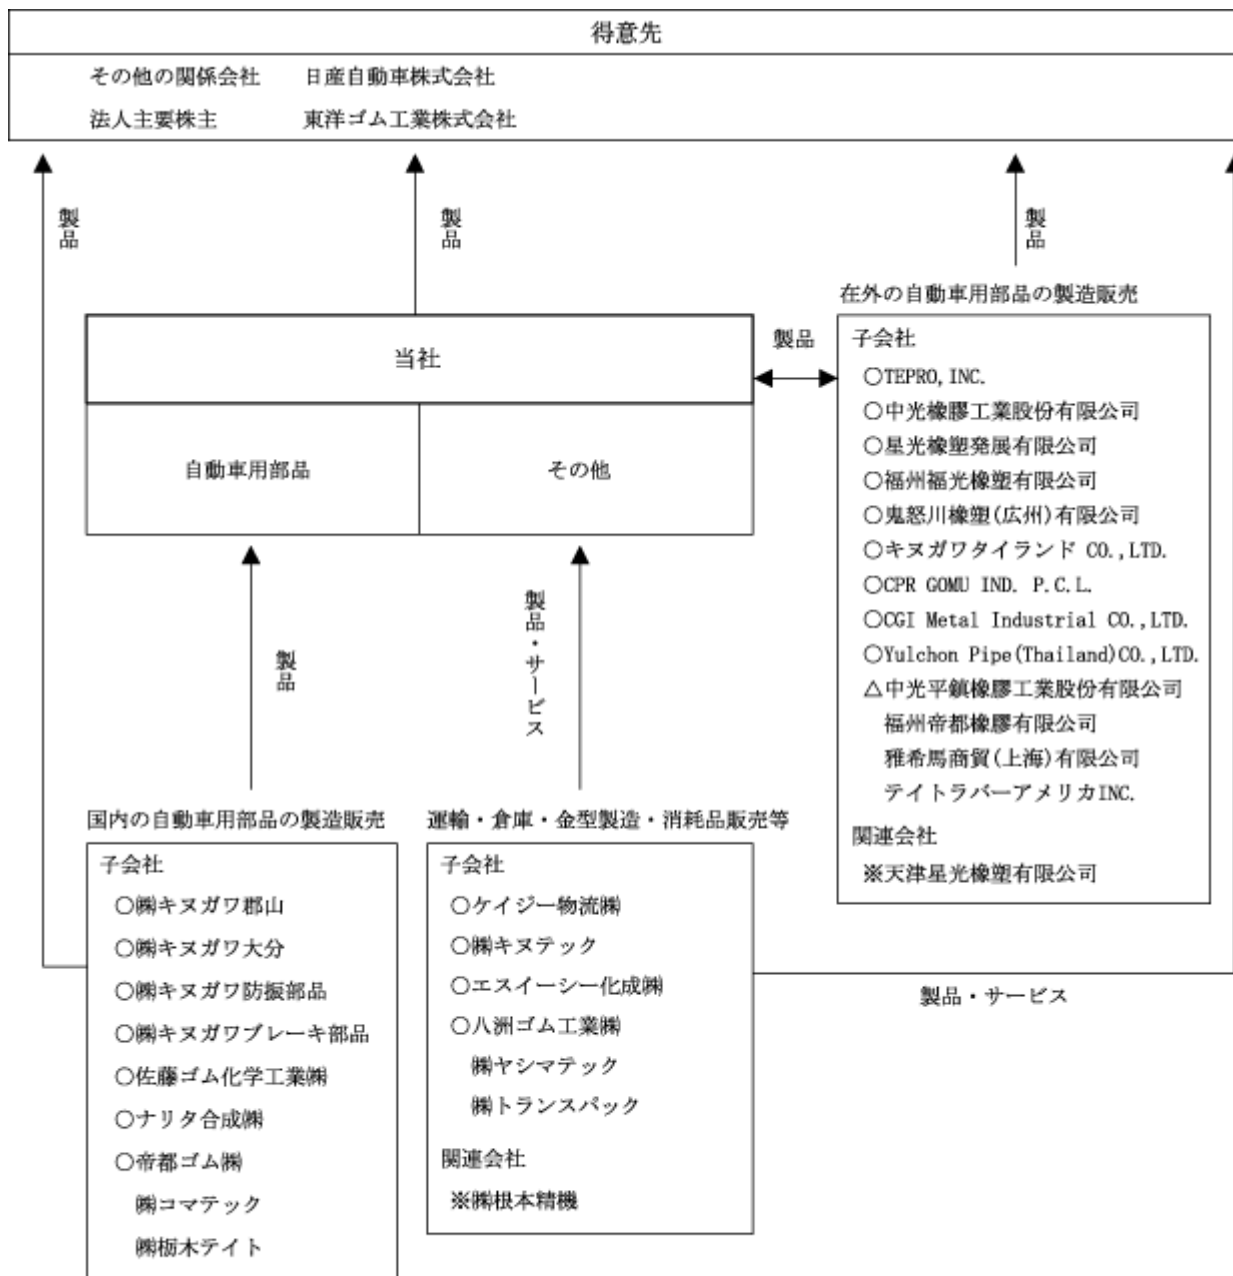 得意先
その他の関係会社 日産自動車株式会社
法人主要株主 東洋ゴム工業株式会社
製品
製品
製品
在外の自動車用部品の製造販売
当社
自動車用部品
その他
製品
子会社
○TEPRO,INC.
○中光橡膠工業股份有限公司
○星光橡塑発展有限公司
○福州福光橡塑有限公司
○鬼怒川橡塑(広州)有限公司
○キヌガワタイランド CO.,LTD.
○CPR GOMU IND. P.C.L.
○CGI Metal Industrial CO.,LTD.
○Yulchon Pipe(Thailand)CO.,LTD.
△中光平鎮橡膠工業股份有限公司
福州帝都橡膠有限公司
雅希馬商貿(上海)有限公司
テイトラバーアメリカINC.
関連会社
※天津星光橡塑有限公司
製品
製品・サービス
国内の自動車用部品の製造販売
子会社
○㈱キヌガワ郡山
○㈱キヌガワ大分
○㈱キヌガワ防振部品
○㈱キヌガワブレーキ部品
○佐藤ゴム化学工業㈱
○ナリタ合成㈱
○帝都ゴム㈱
㈱コマテック
㈱栃木テイト
運輸・倉庫・金型製造・消耗品販売等
子会社
○ケイジー物流㈱
○㈱キヌテック
○エスイーシー化成㈱
○八洲ゴム工業㈱
㈱ヤシマテック
㈱トランスパック
関連会社
※㈱根本精機
製品・サービス